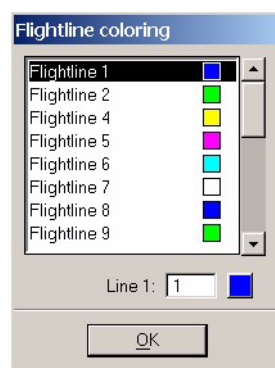 Flightline coloring
Flightline 1
Flightline 2
Flightline 4
Flightline 5
Flightline 6
Flightline 7
Flightline 8
Flightline 9
Line 1: 1
OK